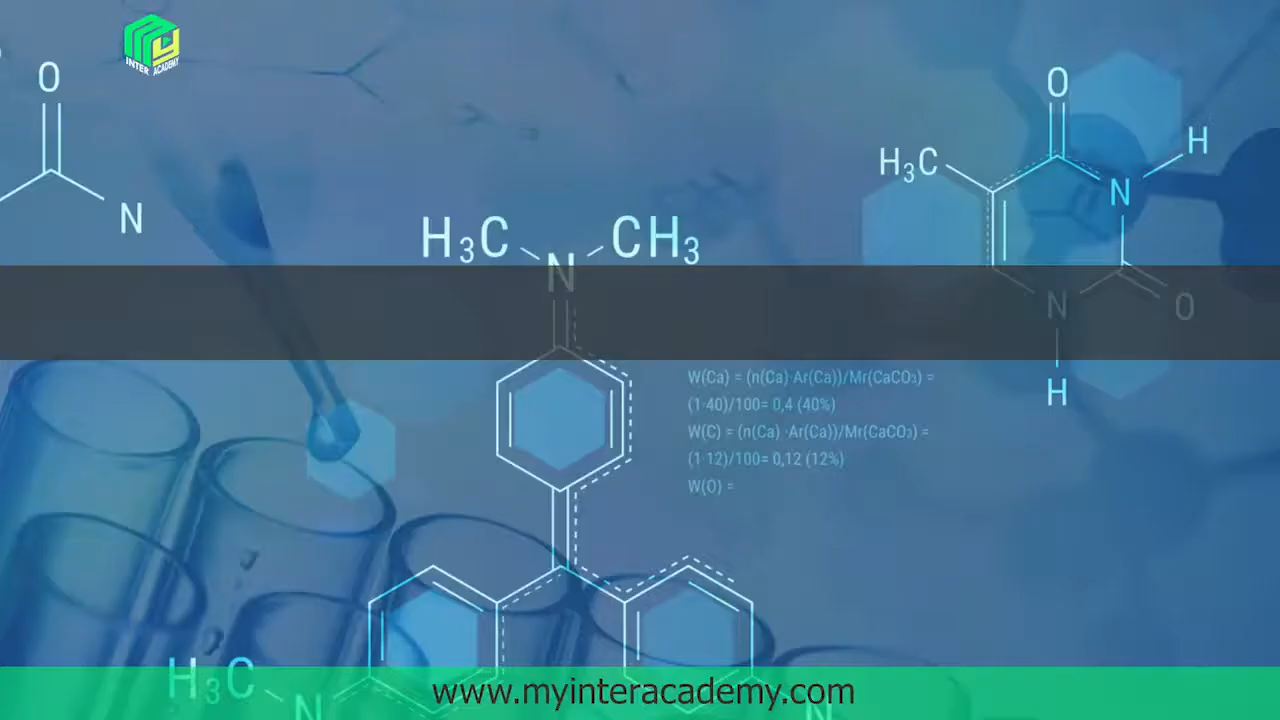 INTER ACADEMY
O
N
H₃C
CH₃
N
O
H₃C
H
N
N
O
H
W(Ca) = (n(Ca)·Ar(Ca))/Mr(CaCO₃) =
(1·40)/100= 0,4 (40%)
W(C) = (n(Ca) ·Ar(Ca))/Mr(CaCO₃) =
(1·12)/100= 0,12 (12%)
W(O) =
H₃C
N
N
www.myinteracademy.com